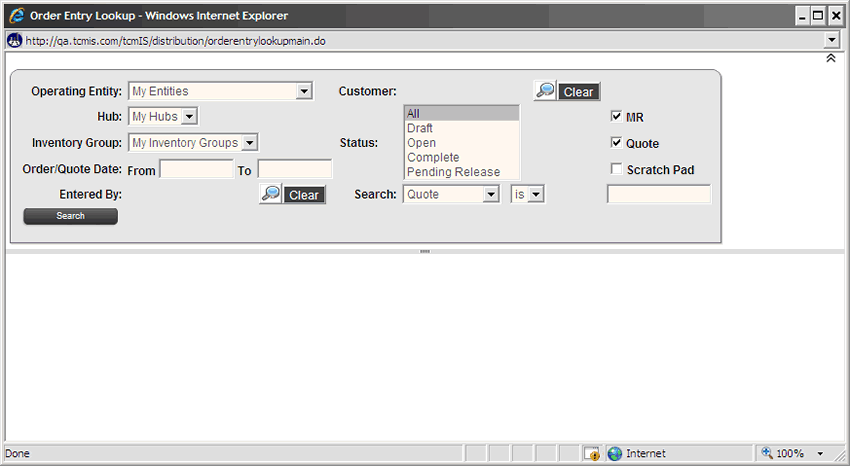 Order Entry Lookup - Windows Internet Explorer
http://qa.tcmis.com/tcmIS/distribution/orderentrylookupmain.do
Operating Entity: My Entities Customer: Clear
Hub: My Hubs All MR
Draft
Inventory Group: My Inventory Groups Status: Open Quote
Complete
Order/Quote Date: From To Pending Release Scratch Pad
Entered By: Clear Search: Quote is
Search
Done Internet 100%